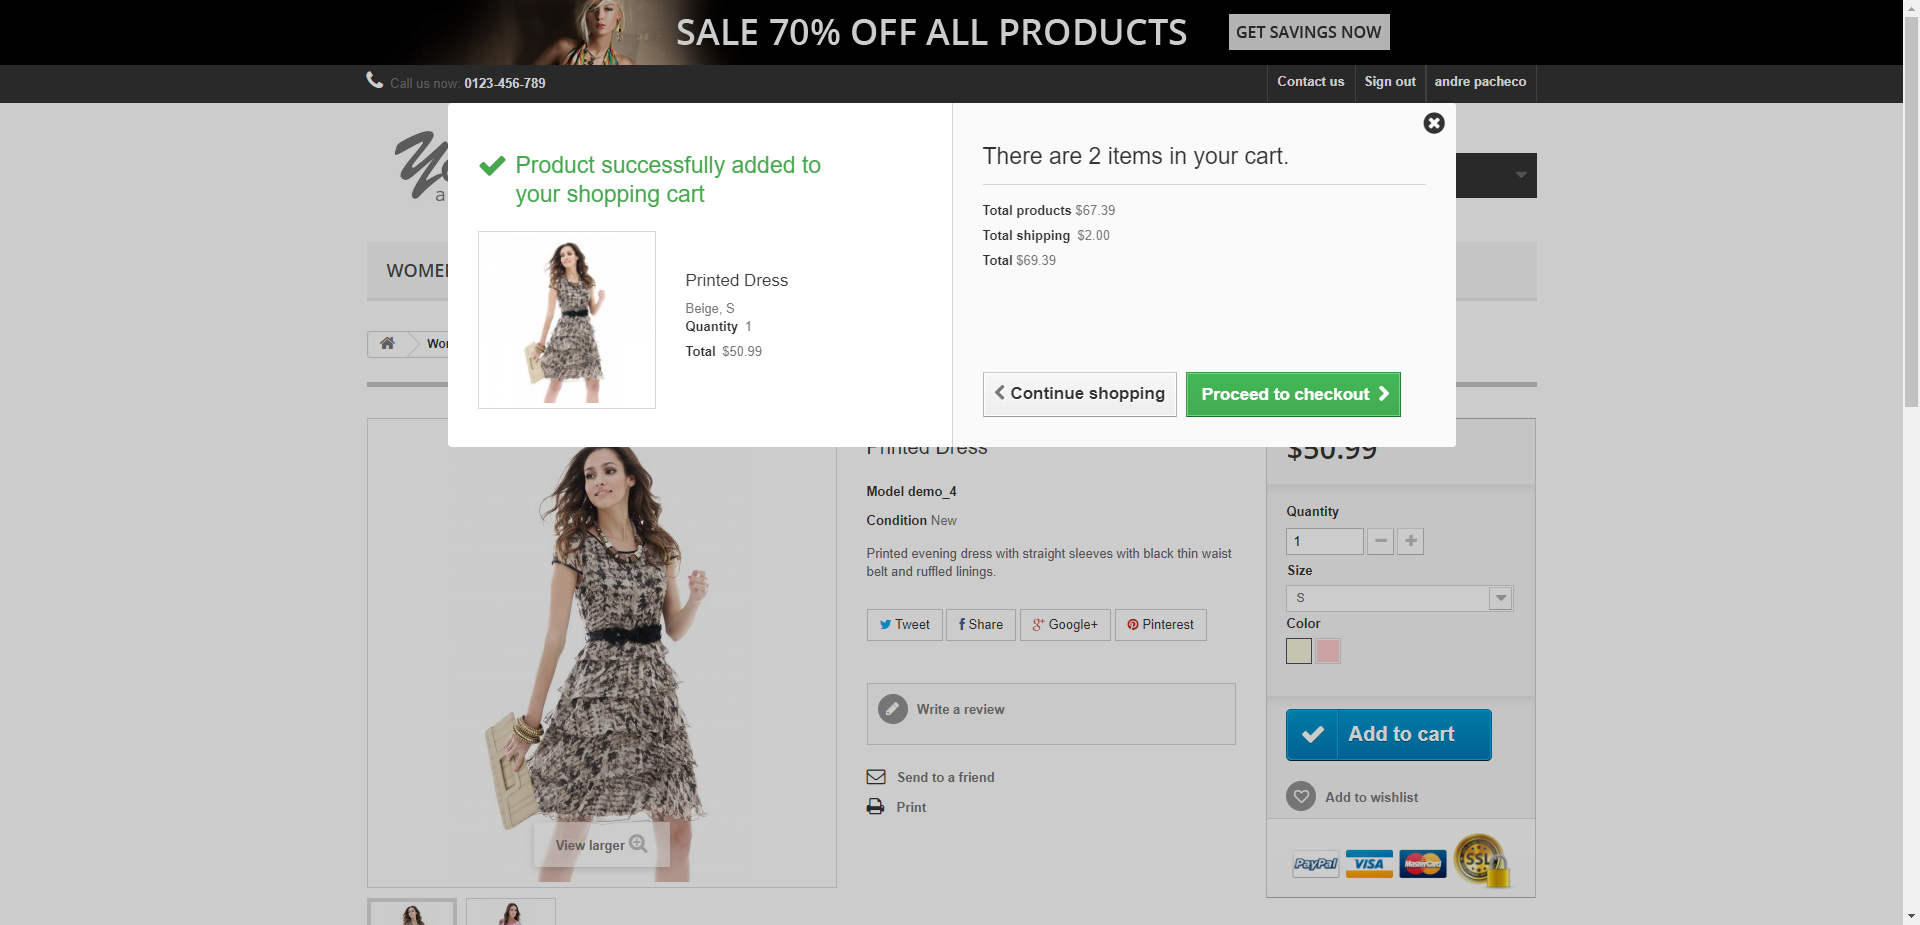 SALE 70% OFF ALL PRODUCTS
GET SAVINGS NOW
Call us now: 0123-456-789
Contact us
Sign out
andre pacheco
Product successfully added to
your shopping cart
Printed Dress
Beige, S
Quantity 1
Total $50.99
There are 2 items in your cart.
Total products $67.39
Total shipping $2.00
Total $69.39
Continue shopping
Proceed to checkout
Printed Dress
Model demo_4
Condition New
Printed evening dress with straight sleeves with black thin waist
belt and ruffled linings.
Tweet
Share
Google+
Pinterest
Write a review
Send to a friend
Print
View larger
$50.99
Quantity
1
Size
S
Color
Add to cart
Add to wishlist
PayPal
VISA
MasterCard
SSL